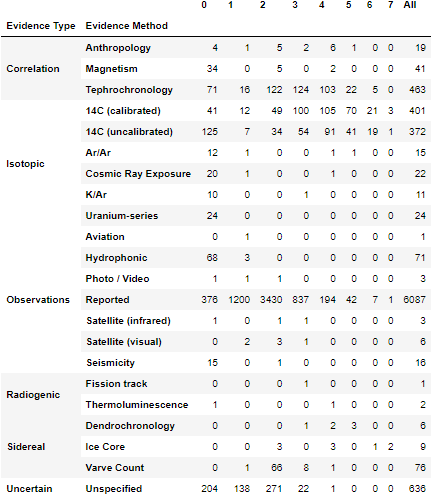 0 1 2 3 4 5 6 7 All
Evidence Type Evidence Method
Correlation Anthropology 4 1 5 2 6 1 0 0 19
Magnetism 34 0 5 0 2 0 0 0 41
Tephrochronology 71 16 122 124 103 22 5 0 463
Isotopic 14C (calibrated) 41 12 49 100 105 70 21 3 401
14C (uncalibrated) 125 7 34 54 91 41 19 1 372
Ar/Ar 12 1 0 0 1 1 0 0 15
Cosmic Ray Exposure 20 1 0 0 1 0 0 0 22
K/Ar 10 0 0 1 0 0 0 0 11
Uranium-series 24 0 0 0 0 0 0 0 24
Observations Aviation 0 1 0 0 0 0 0 0 1
Hydrophonic 68 3 0 0 0 0 0 0 71
Photo / Video 1 1 1 0 0 0 0 0 3
Reported 376 1200 3430 837 194 42 7 1 6087
Satellite (infrared) 1 0 1 1 0 0 0 0 3
Satellite (visual) 0 2 3 1 0 0 0 0 6
Seismicity 15 0 1 0 0 0 0 0 16
Radiogenic Fission track 0 0 0 1 0 0 0 0 1
Thermoluminescence 1 0 0 0 1 0 0 0 2
Sidereal Dendrochronology 0 0 0 1 2 3 0 0 6
Ice Core 0 0 3 0 3 0 1 2 9
Varve Count 0 1 66 8 1 0 0 0 76
Uncertain Unspecified 204 138 271 22 1 0 0 0 636